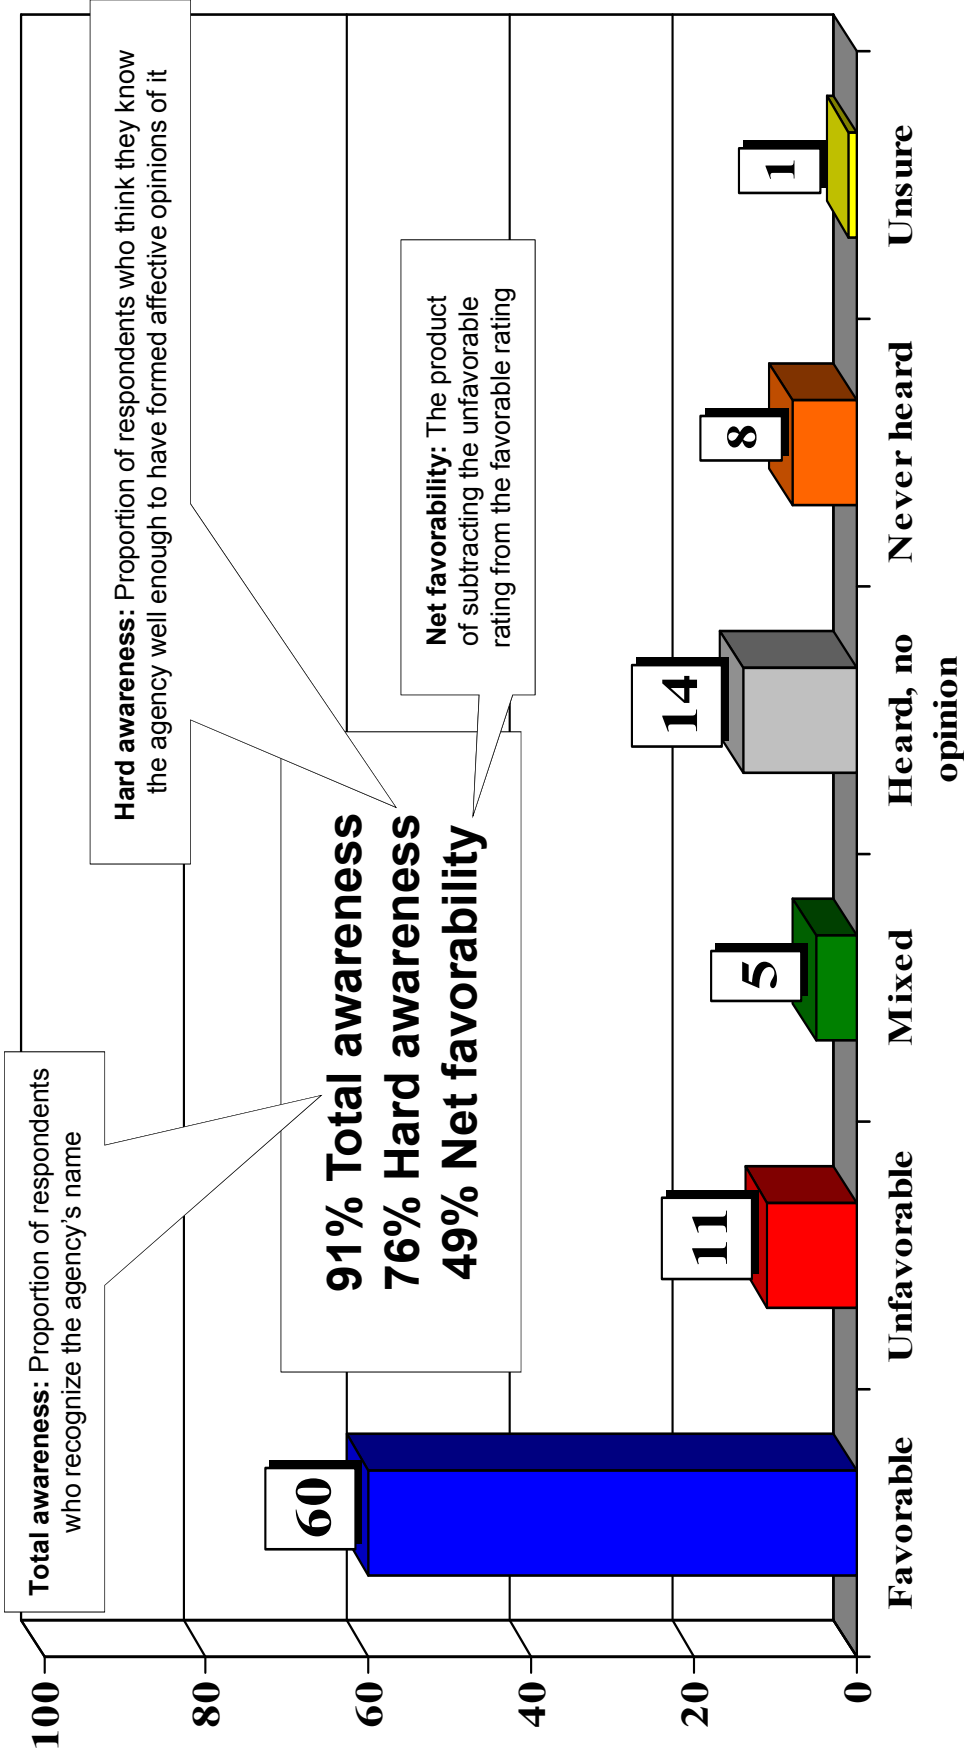 Total awareness: Proportion of respondents
who recognize the agency’s name
Hard awareness: Proportion of respondents who think they know
the agency well enough to have formed affective opinions of it
91% Total awareness
76% Hard awareness
49% Net favorability
Net favorability: The product
of subtracting the unfavorable
rating from the favorable rating
100
80
60
40
20
0
60
11
5
14
8
1
Favorable
Unfavorable
Mixed
Heard, no
opinion
Never heard
Unsure